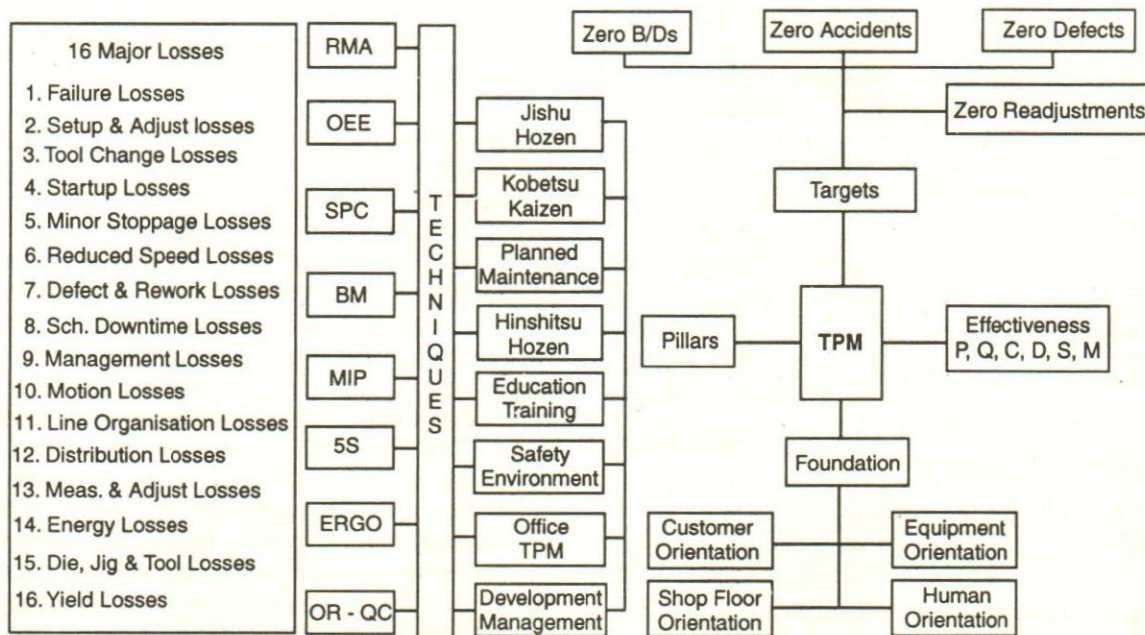 16 Major Losses
1. Failure Losses
2. Setup & Adjust losses
3. Tool Change Losses
4. Startup Losses
5. Minor Stoppage Losses
6. Reduced Speed Losses
7. Defect & Rework Losses
8. Sch. Downtime Losses
9. Management Losses
10. Motion Losses
11. Line Organisation Losses
12. Distribution Losses
13. Meas. & Adjust Losses
14. Energy Losses
15. Die, Jig & Tool Losses
16. Yield Losses
RMA
OEE
SPC
BM
MIP
5S
ERGO
OR - QC
TECHNIQUES
Jishu
Hozen
Kobetsu
Kaizen
Planned
Maintenance
Hinshitsu
Hozen
Education
Training
Safety
Environment
Office
TPM
Development
Management
Zero B/Ds
Zero Accidents
Zero Defects
Zero Readjustments
Targets
Pillars
TPM
Effectiveness
P, Q, C, D, S, M
Foundation
Customer
Orientation
Equipment
Orientation
Shop Floor
Orientation
Human
Orientation